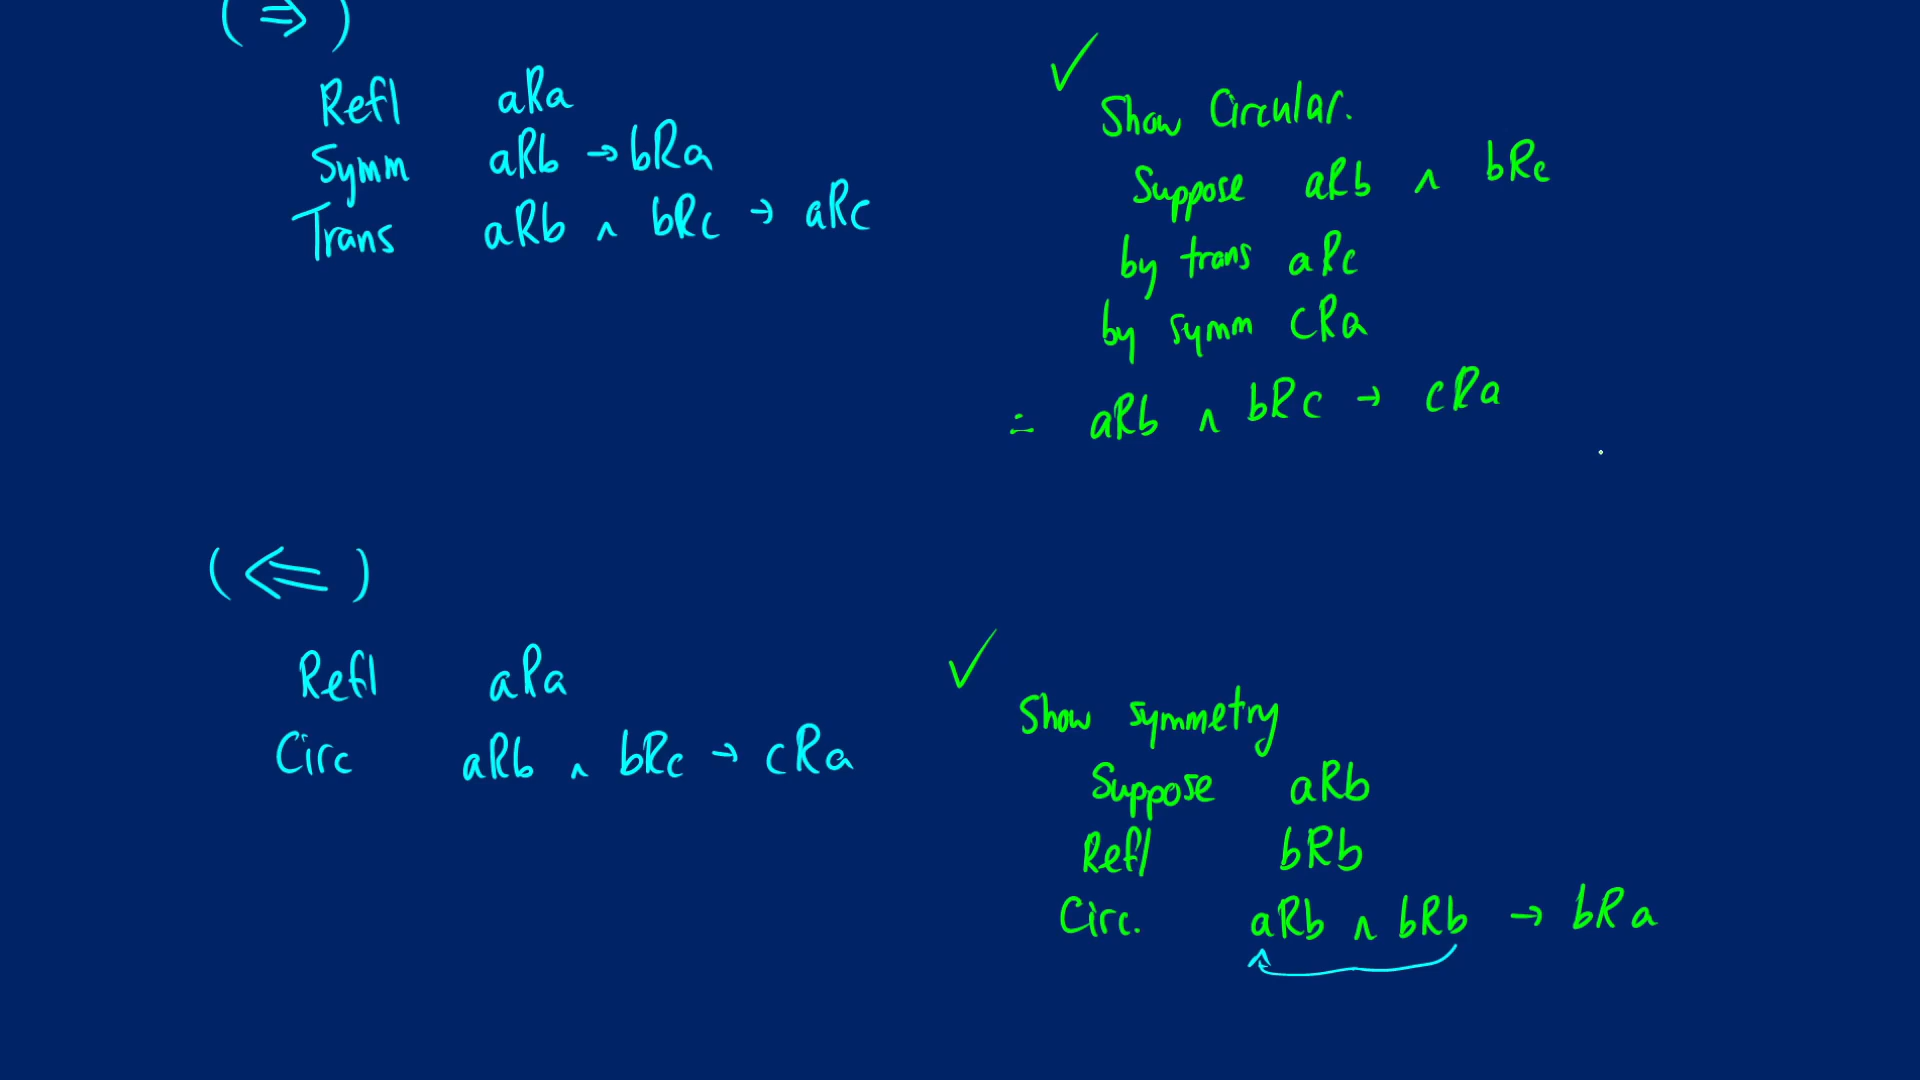 (⇒)
Refl aRa
Symm aRb → bRa
Trans aRb ∧ bRc → aRc
✓
Show Circular.
Suppose aRb ∧ bRc
by trans aRc
by symm cRa
∴ aRb ∧ bRc → cRa
(⇐)
Refl aRa
Circ aRb ∧ bRc → cRa
✓
Show symmetry
Suppose aRb
Refl bRb
Circ. aRb ∧ bRb → bRa